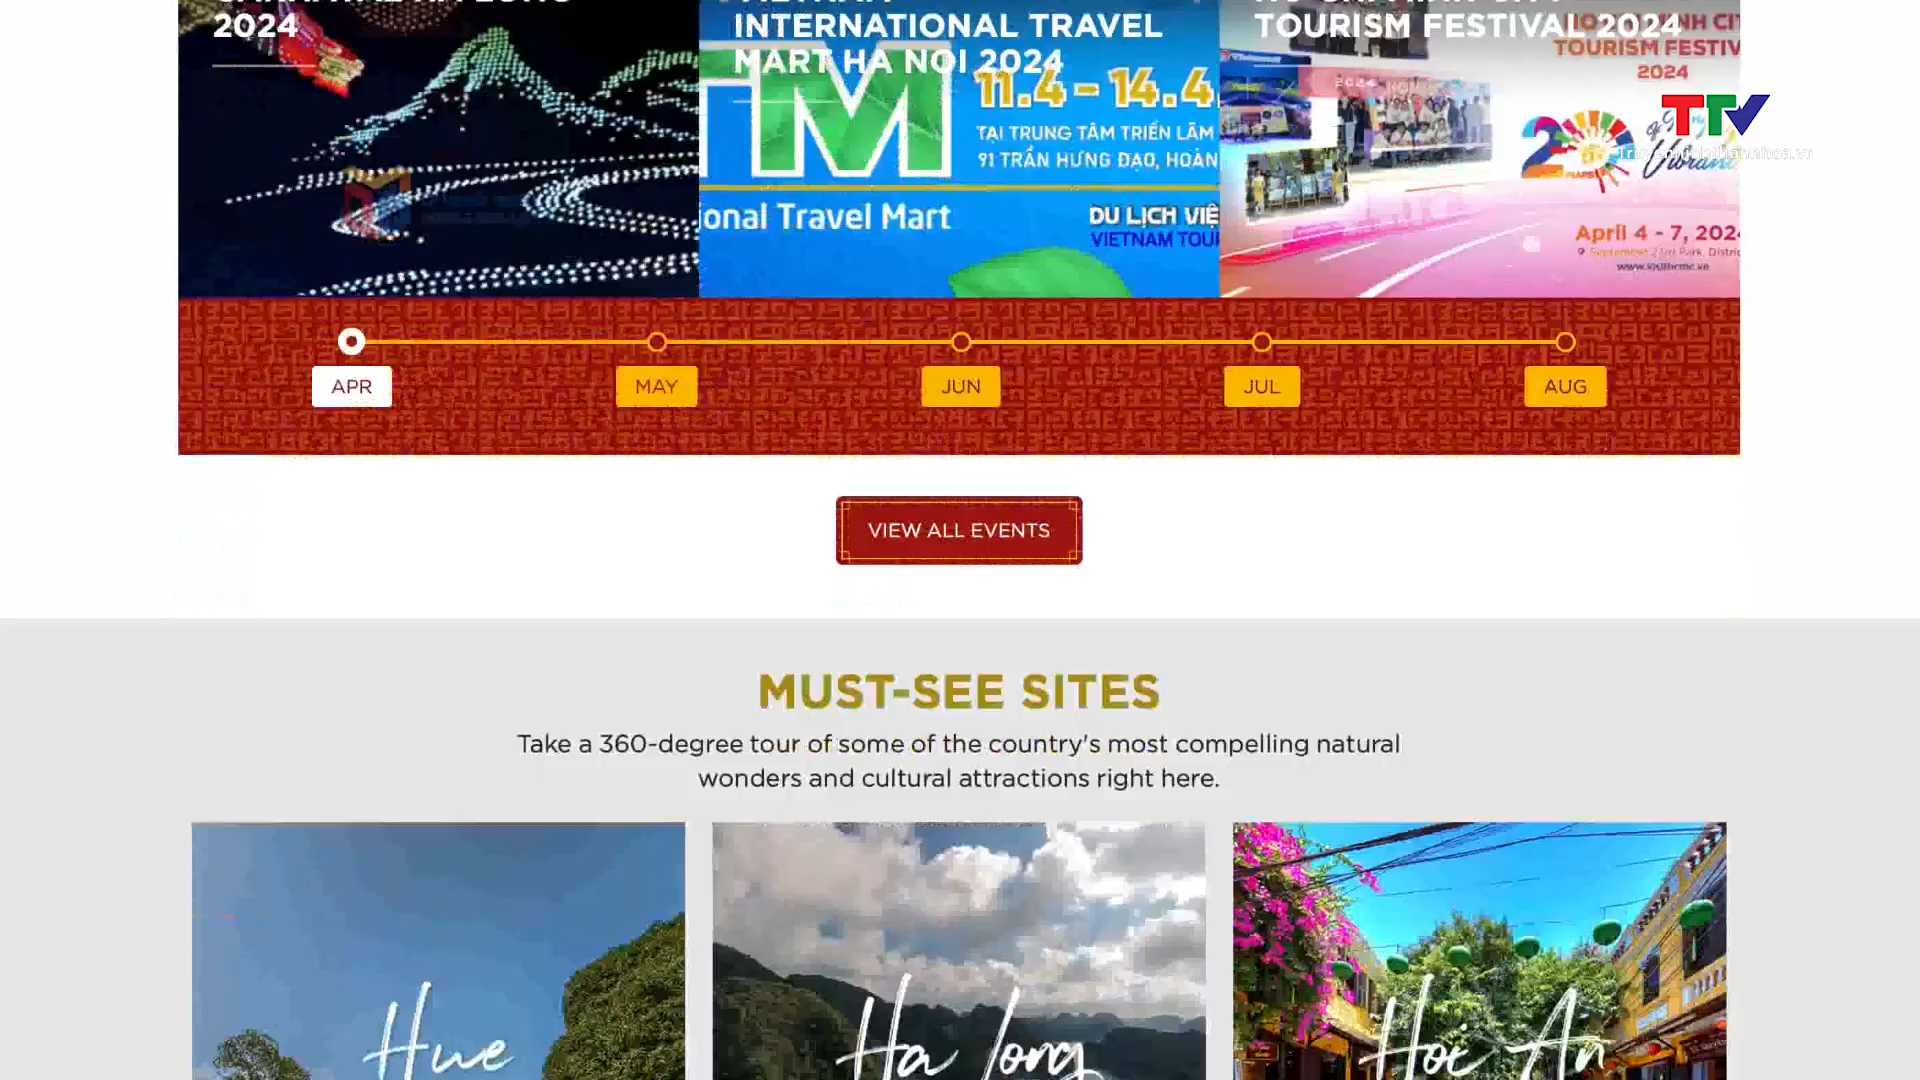 2024
INTERNATIONAL TRAVEL
MART HA NOI 2024
11.4 - 14.4
TẠI TRUNG TÂM TRIỂN LÃM
91 TRẦN HƯNG ĐẠO, HOÀN
onal Travel Mart
DU LỊCH VIỆ
VIETNAM TOU
TOURISM FESTIVAL 2024
TOURISM FESTIV
2024
TTV
Truyenhinhthanhhoa.vn
April 4 - 7, 2024
September 23rd Park, Distric
APR
MAY
JUN
JUL
AUG
VIEW ALL EVENTS
MUST-SEE SITES
Take a 360-degree tour of some of the country's most compelling natural
wonders and cultural attractions right here.
Hue
Ha long
Hoi An